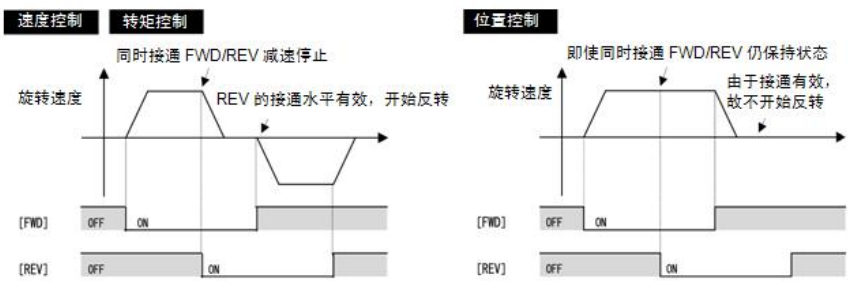 速度控制 转矩控制
同时接通 FWD/REV 减速停止
旋转速度
REV 的接通水平有效，开始反转
[FWD] OFF ON
[REV] OFF ON
位置控制
即使同时接通 FWD/REV 仍保持状态
旋转速度
由于接通有效，
故不开始反转
[FWD] OFF ON
[REV] OFF ON